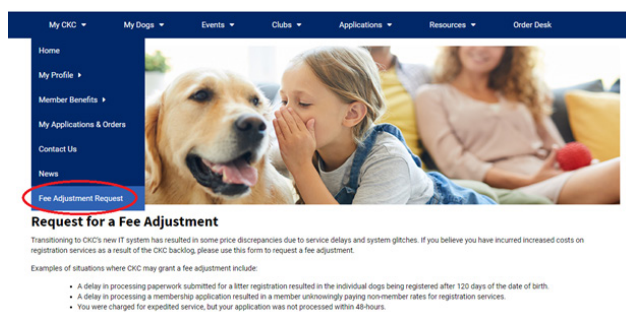 My CKC My Dogs Events Clubs Applications Resources Order Desk
Home
My Profile
Member Benefits
My Applications & Orders
Contact Us
News
Fee Adjustment Request
Request for a Fee Adjustment
Transitioning to CKC's new IT system has resulted in some price discrepancies due to service delays and system glitches. If you believe you have incurred increased costs on
registration services as a result of the CKC backlog, please use this form to request a fee adjustment.
Examples of situations where CKC may grant a fee adjustment include:
• A delay in processing paperwork submitted for a litter registration resulted in the individual dogs being registered after 120 days of the date of birth.
• A delay in processing a membership application resulted in a member unknowingly paying non-member rates for registration services.
• You were charged for expedited service, but your application was not processed within 48-hours.